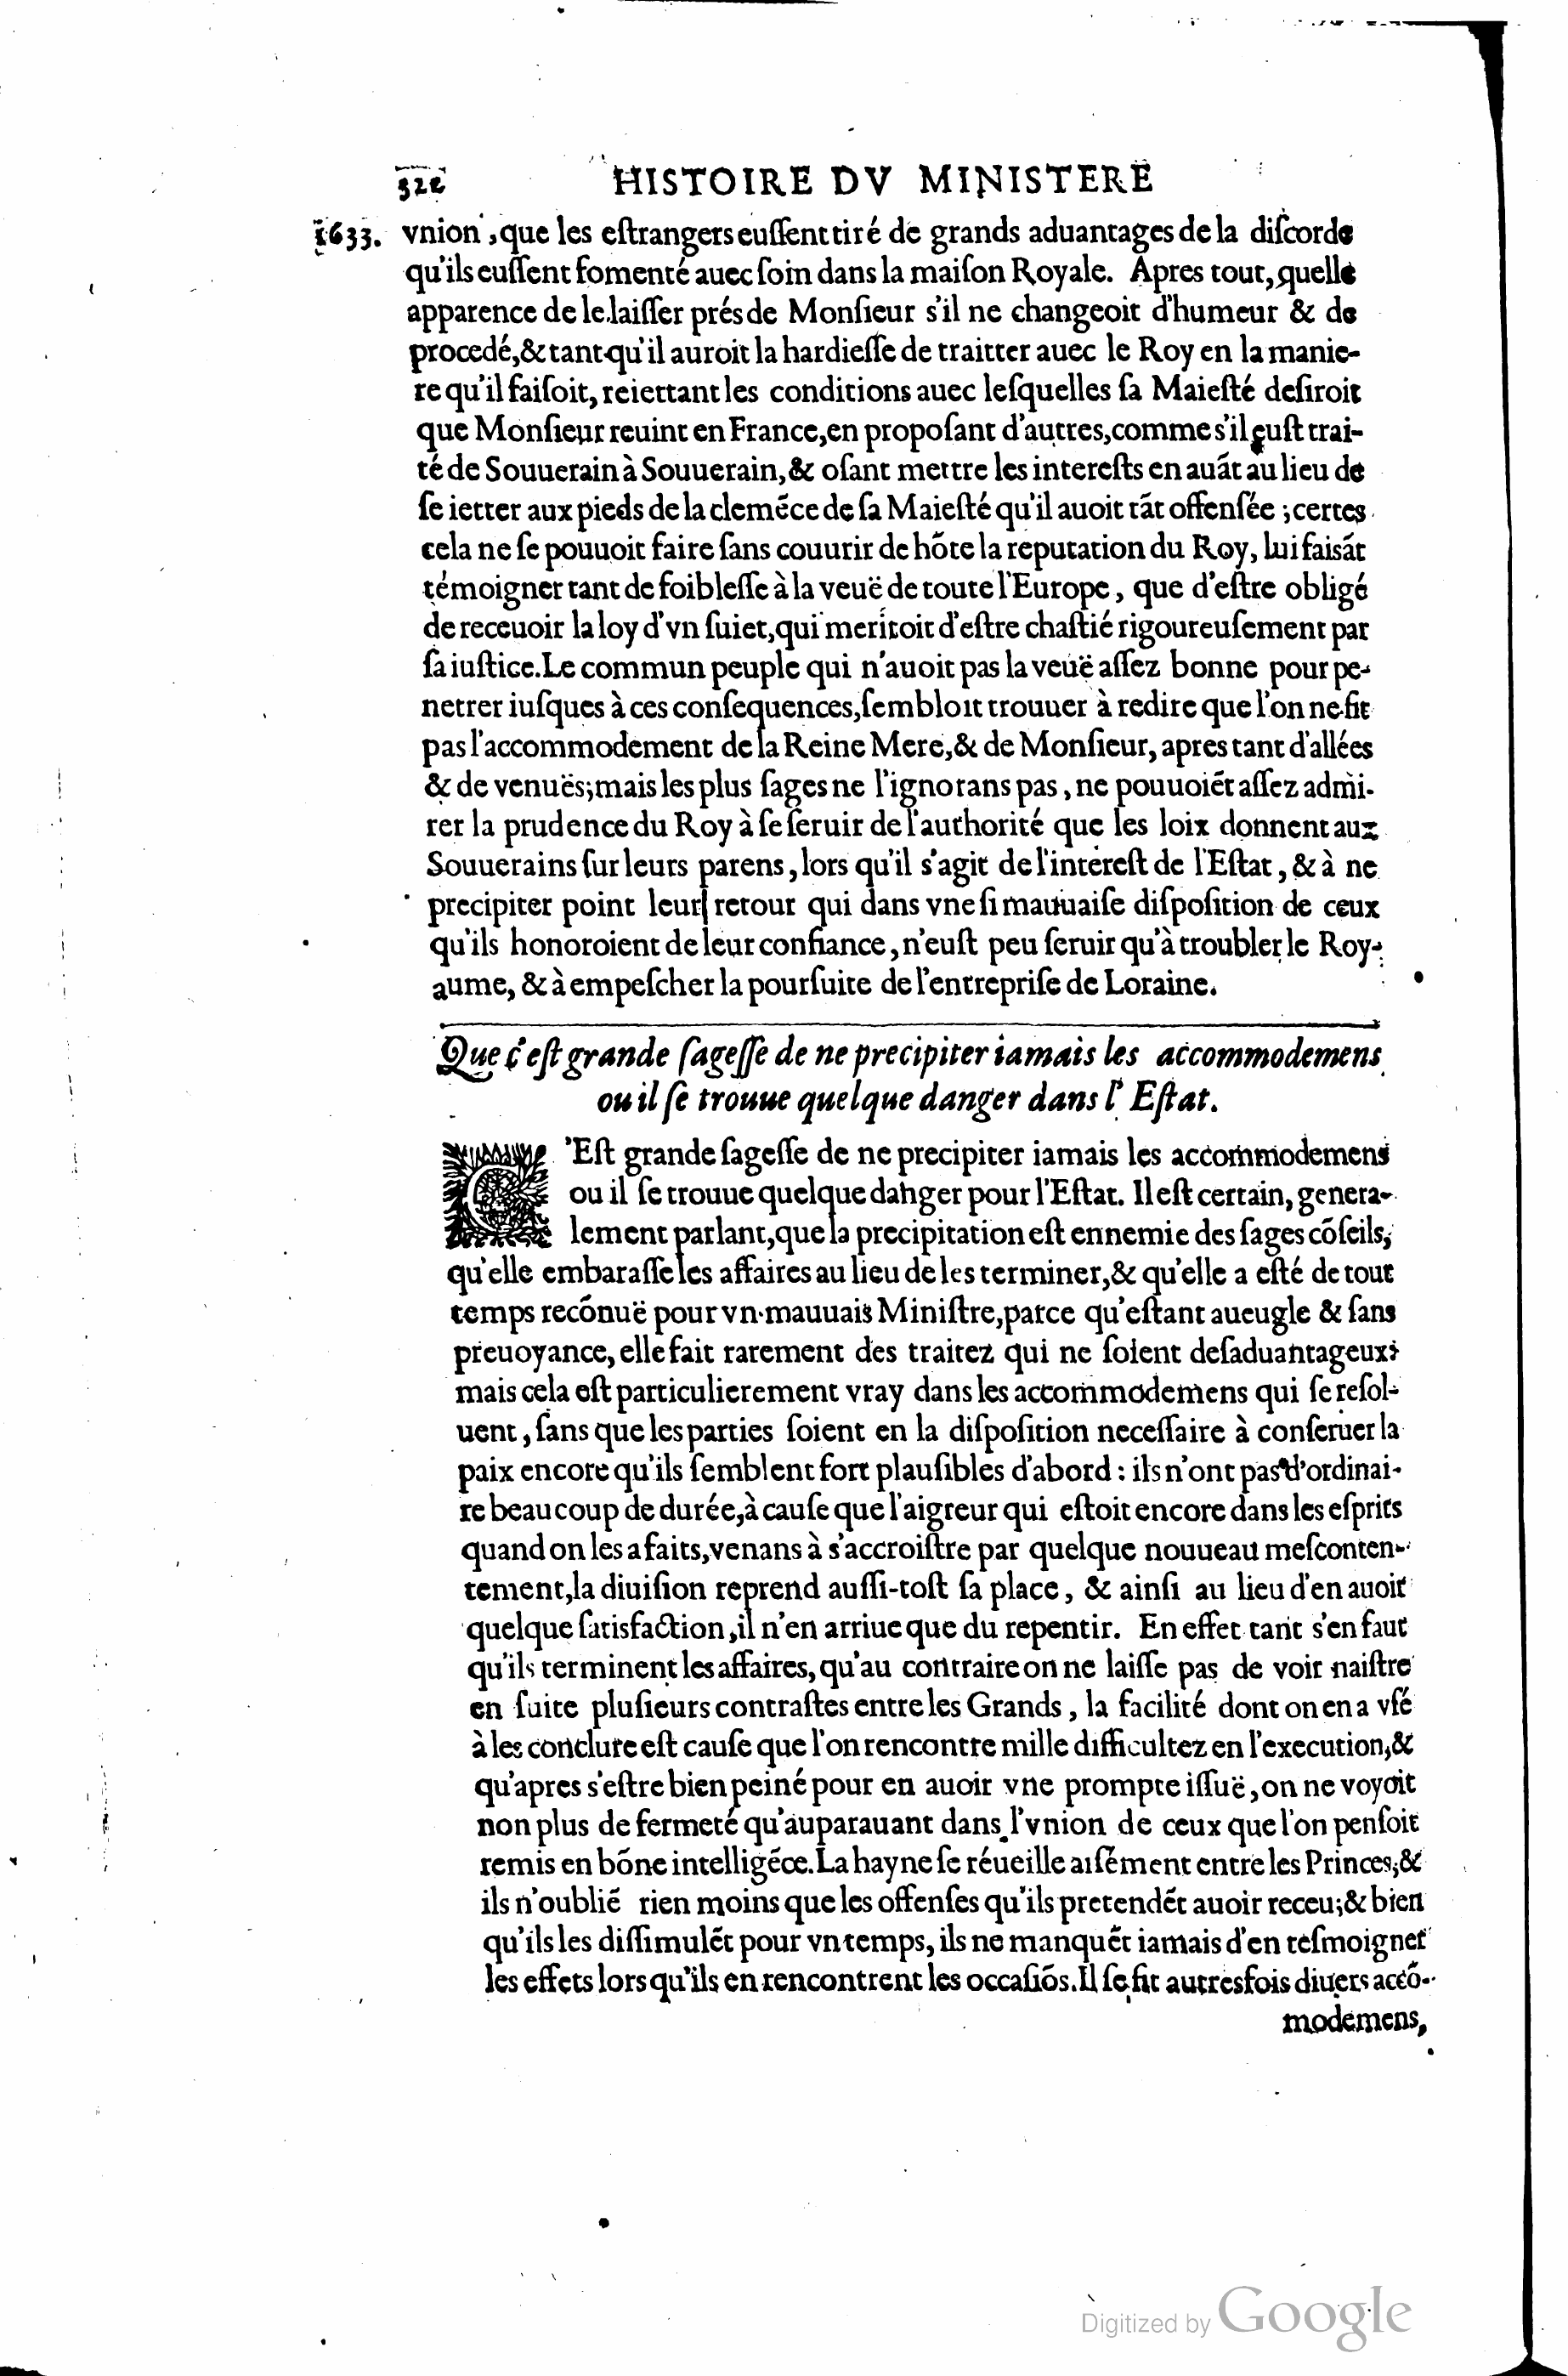 322 HISTOIRE DV MINISTERE
1633. vnion, que les eſtrangers euſſent tiré de grands aduantages de la diſcorde
qu'ils euſſent fomenté auec ſoin dans la maiſon Royale. Apres tout, quelle
apparence de le laiſſer prés de Monſieur s'il ne changeoit d'humeur & de
procedé, & tant qu'il auroit la hardieſſe de traitter auec le Roy en la manie-
re qu'il faiſoit, reiettant les conditions auec leſquelles ſa Maieſté deſiroit
que Monſieur reuint en France, en propoſant d'autres, comme s'il euſt trai-
té de Souuerain à Souuerain, & oſant mettre les intereſts en auãt au lieu de
ſe ietter aux pieds de la clemẽce de ſa Maieſté qu'il auoit tãt offenſée ; certes
cela ne ſe pouuoit faire ſans couurir de hõte la reputation du Roy, lui faisãt
témoigner tant de foibleſſe à la veuë de toute l'Europe, que d'eſtre obligé
de receuoir la loy d'vn ſuiet, qui meritoit d'eſtre chaſtié rigoureuſement par
ſa iuſtice. Le commun peuple qui n'auoit pas la veuë aſſez bonne pour pe-
netrer iuſques à ces conſequences, ſembloit trouuer à redire que l'on ne fit
pas l'accommodement de la Reine Mere, & de Monſieur, apres tant d'allées
& de venuës; mais les plus ſages ne l'ignorans pas, ne pouuoiẽt aſſez admi-
rer la prudence du Roy à ſe ſeruir de l'authorité que les loix donnent aux
Souuerains ſur leurs parens, lors qu'il s'agit de l'intereſt de l'Eſtat, & à ne
precipiter point leur retour qui dans vne ſi mauuaiſe diſpoſition de ceux
qu'ils honoroient de leur confiance, n'euſt peu ſeruir qu'à troubler le Roy-
aume, & à empeſcher la pourſuite de l'entrepriſe de Loraine.
Que c'eſt grande ſageſſe de ne precipiter iamais les accommodemens
ou il ſe trouue quelque danger dans l'Eſtat.
C'Eſt grande ſageſſe de ne precipiter iamais les accommodemens
ou il ſe trouue quelque danger pour l'Eſtat. Il eſt certain, genera-
lement parlant, que la precipitation eſt ennemie des ſages cõſeils,
qu'elle embaraſſe les affaires au lieu de les terminer, & qu'elle a eſté de tout
temps recõnuë pour vn mauuais Miniſtre, parce qu'eſtant aueugle & ſans
preuoyance, elle fait rarement des traitez qui ne ſoient deſaduantageux;
mais cela eſt particulierement vray dans les accommodemens qui ſe reſol-
uent, ſans que les parties ſoient en la diſpoſition neceſſaire à conſeruer la
paix encore qu'ils ſemblent fort plauſibles d'abord : ils n'ont pas d'ordinai-
re beaucoup de durée, à cauſe que l'aigreur qui eſtoit encore dans les eſprits
quand on les a faits, venans à s'accroiſtre par quelque nouueau meſconten-
tement, la diuiſion reprend auſſi-toſt ſa place, & ainſi au lieu d'en auoir
quelque ſatisfaction, il n'en arriue que du repentir. En effet tant s'en faut
qu'ils terminent les affaires, qu'au contraire on ne laiſſe pas de voir naiſtre
en ſuite pluſieurs contraſtes entre les Grands, la facilité dont on en a vſé
à les conclure eſt cauſe que l'on rencontre mille difficultez en l'execution, &
qu'apres s'eſtre bien peiné pour en auoir vne prompte iſſuë, on ne voyoit
non plus de fermeté qu'auparauant dans l'vnion de ceux que l'on penſoit
remis en bõne intelligẽce. La hayne ſe réueille aiſément entre les Princes, &
ils n'oubliẽ rien moins que les offenſes qu'ils pretendẽt auoir receu; & bien
qu'ils les diſſimulẽt pour vn temps, ils ne manquẽt iamais d'en teſmoigner
les effets lors qu'ils en rencontrent les occaſiõs. Il ſe fit autresfois diuers accõ-
modemens,
Digitized by Google